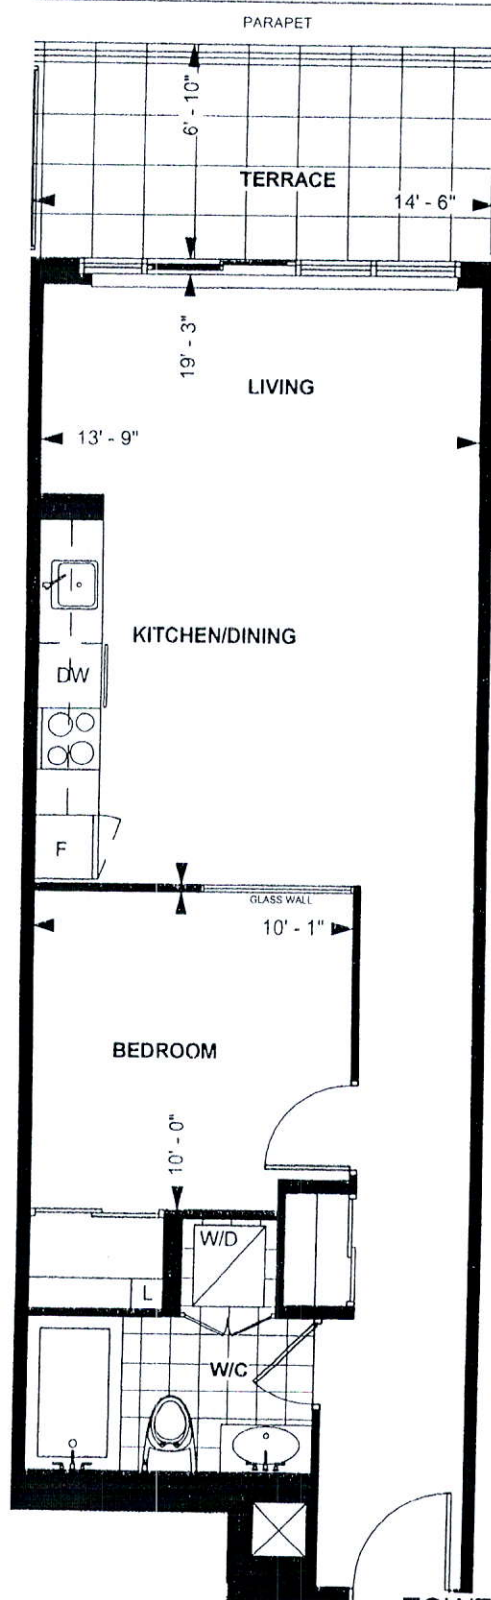 PARAPET
6' - 10"
TERRACE
14' - 6"
19' - 3"
LIVING
13' - 9"
KITCHEN/DINING
DW
F
GLASS WALL
10' - 1"
BEDROOM
10' - 0"
W/D
L
W/C